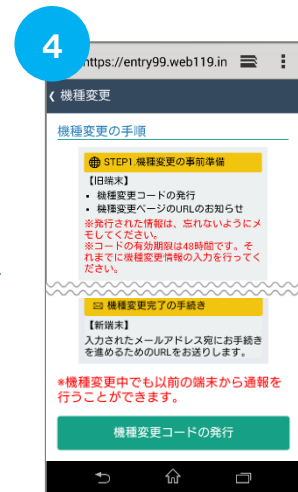 4
https://entry99.web119.in
機種変更
機種変更の手順
STEP1.機種変更の事前準備
【旧端末】
• 機種変更コードの発行
• 機種変更ページのURLのお知らせ
※発行された情報は、忘れないようにメ
モしてください。
※コードの有効期限は48時間です。そ
れまでに機種変更情報の入力を行ってく
ださい。
機種変更完了の手続き
【新端末】
入力されたメールアドレス宛にお手続き
を進めるためのURLをお送りします。
*機種変更中でも以前の端末から通報を
行うことができます。
機種変更コードの発行